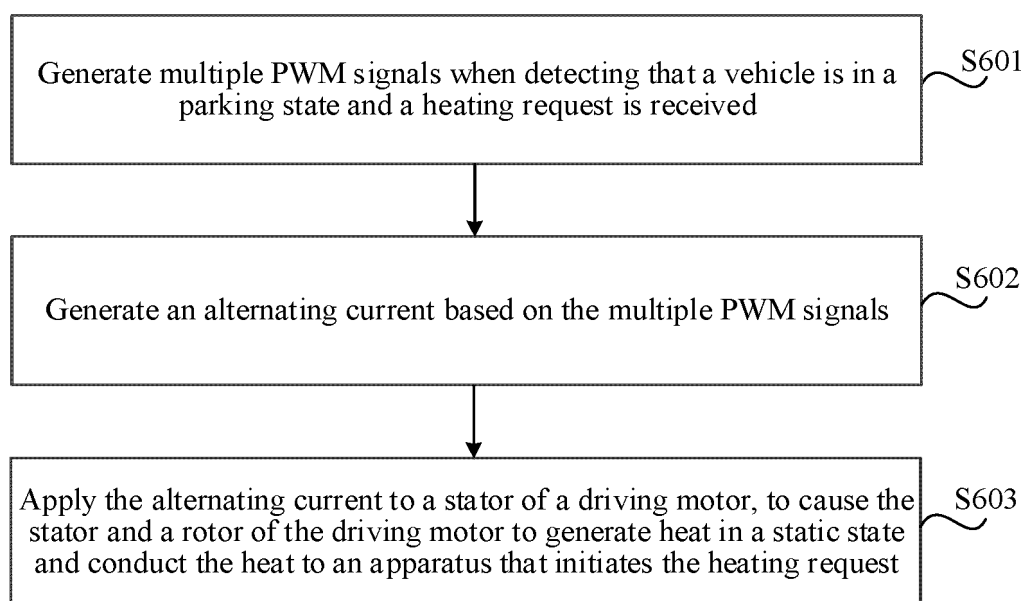 Generate multiple PWM signals when detecting that a vehicle is in a
parking state and a heating request is received
S601
Generate an alternating current based on the multiple PWM signals
S602
Apply the alternating current to a stator of a driving motor, to cause the
stator and a rotor of the driving motor to generate heat in a static state
and conduct the heat to an apparatus that initiates the heating request
S603